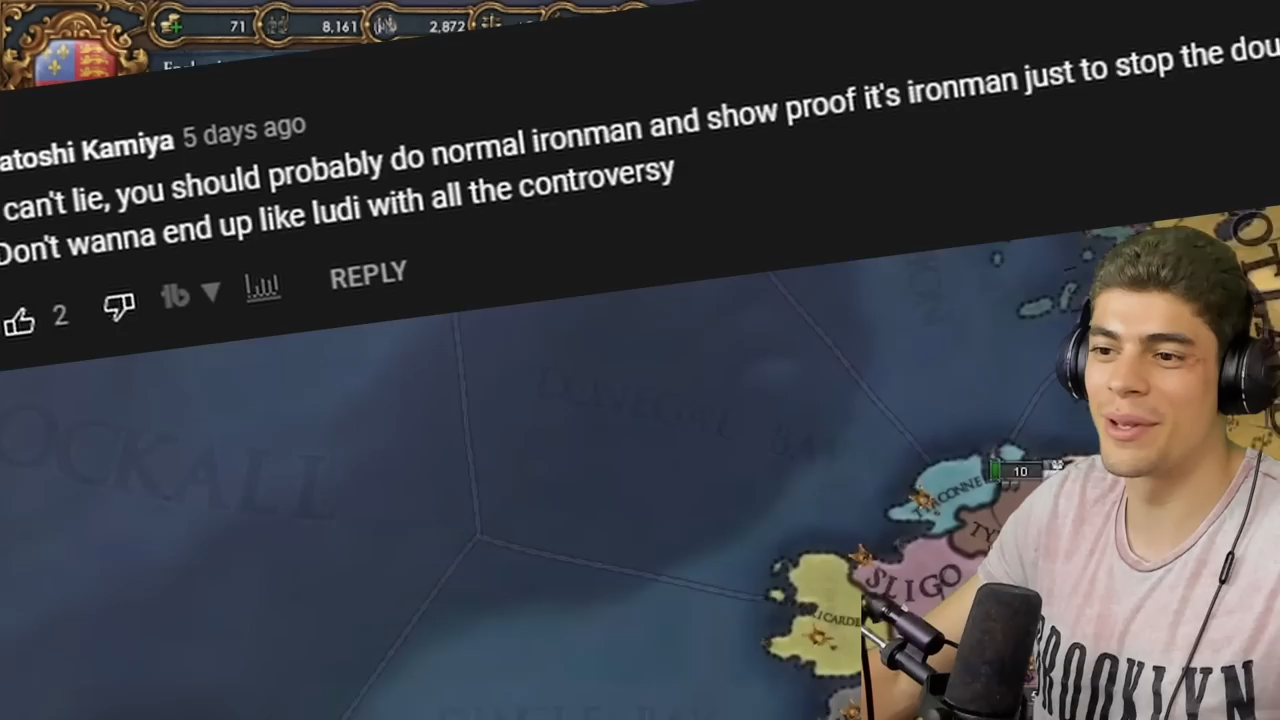 71 8,161 2,872
atoshi Kamiya 5 days ago
can't lie, you should probably do normal ironman and show proof it's ironman just to stop the dou
Don't wanna end up like ludi with all the controversy
2 REPLY
OCKALL
10
SLIGO
BROOKLYN